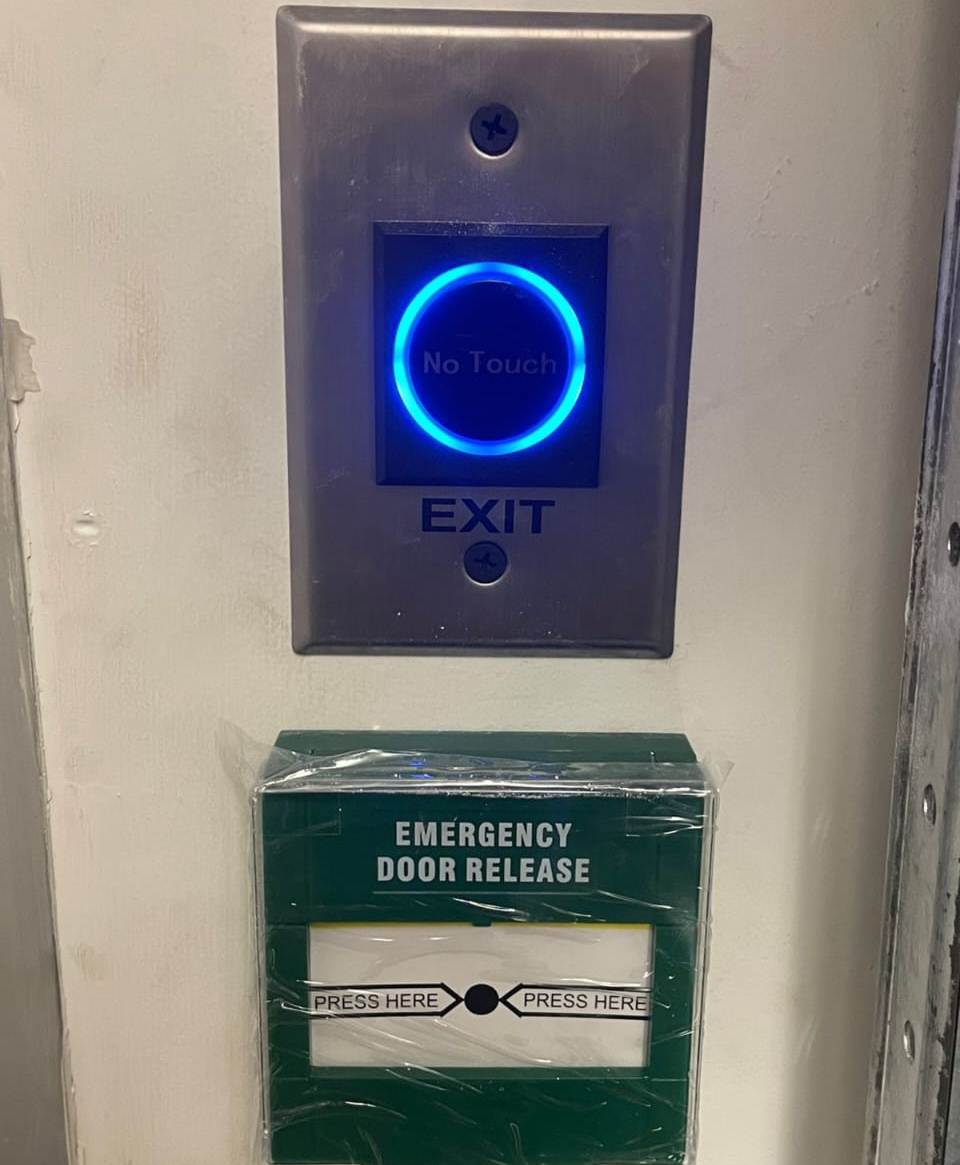 No Touch
EXIT
EMERGENCY
DOOR RELEASE
PRESS HERE PRESS HERE